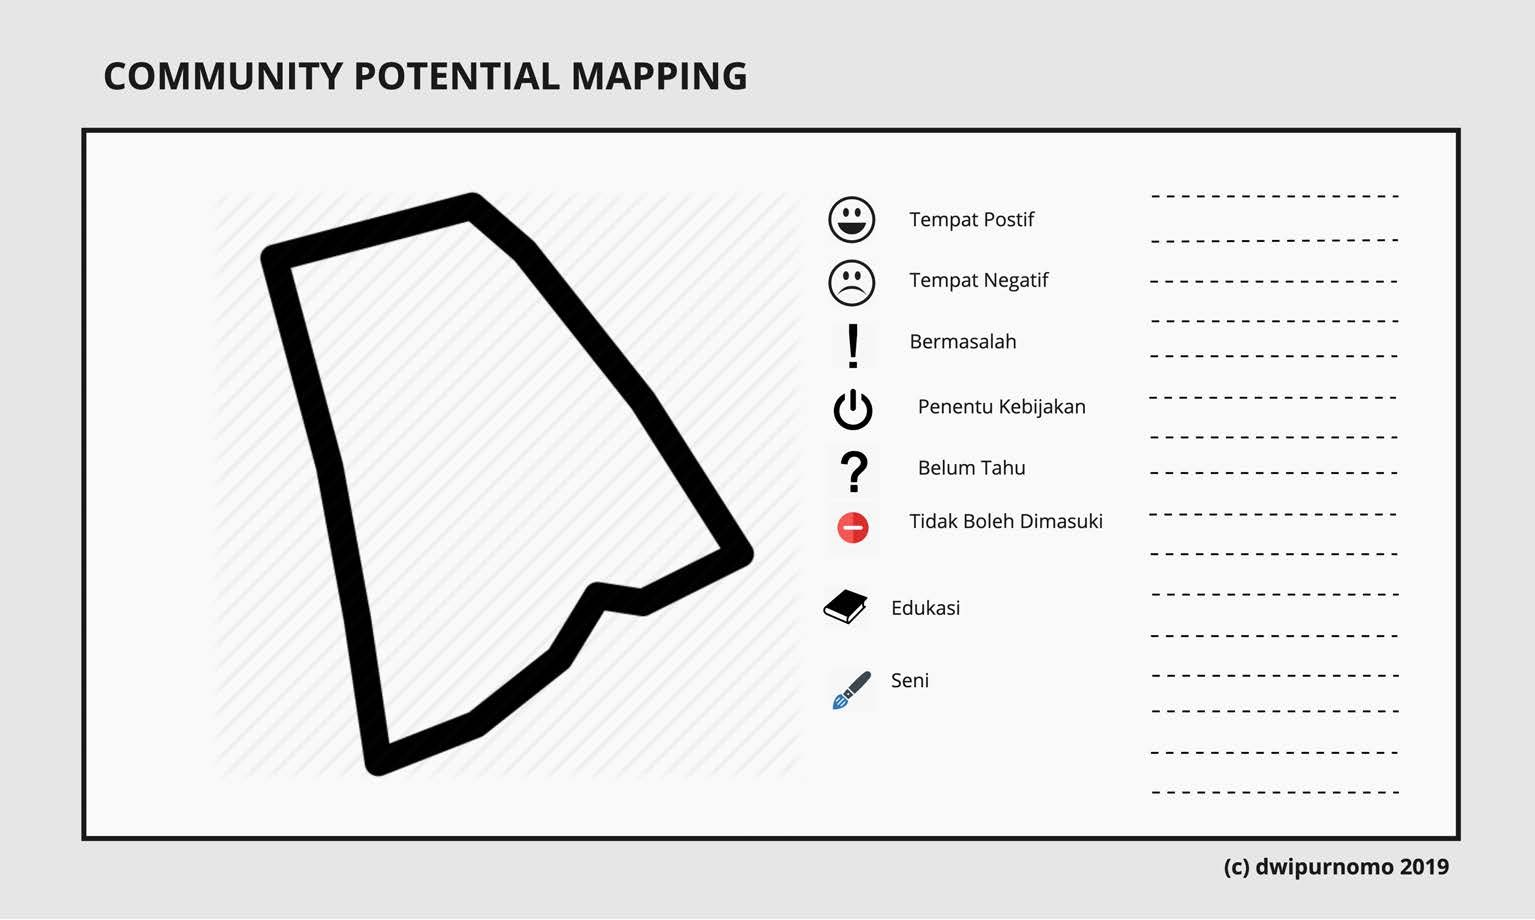 COMMUNITY POTENTIAL MAPPING
Tempat Postif
Tempat Negatif
Bermasalah
Penentu Kebijakan
Belum Tahu
Tidak Boleh Dimasuki
Edukasi
Seni
(c) dwipurnomo 2019